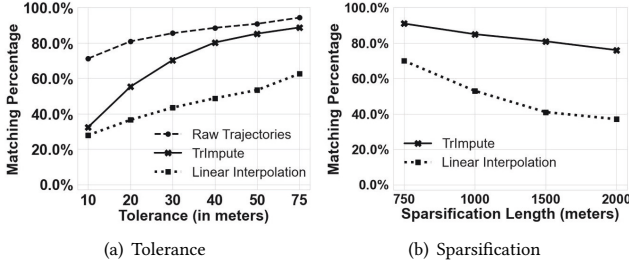 100.0%
80.0%
60.0%
40.0%
20.0%
0.0%
Matching Percentage
Raw Trajectories
TrImpute
Linear Interpolation
10 20 30 40 50 75
Tolerance (in meters)
(a) Tolerance
100.0%
80.0%
60.0%
40.0%
20.0%
0.0%
Matching Percentage
TrImpute
Linear Interpolation
750 1000 1500 2000
Sparsification Length (meters)
(b) Sparsification